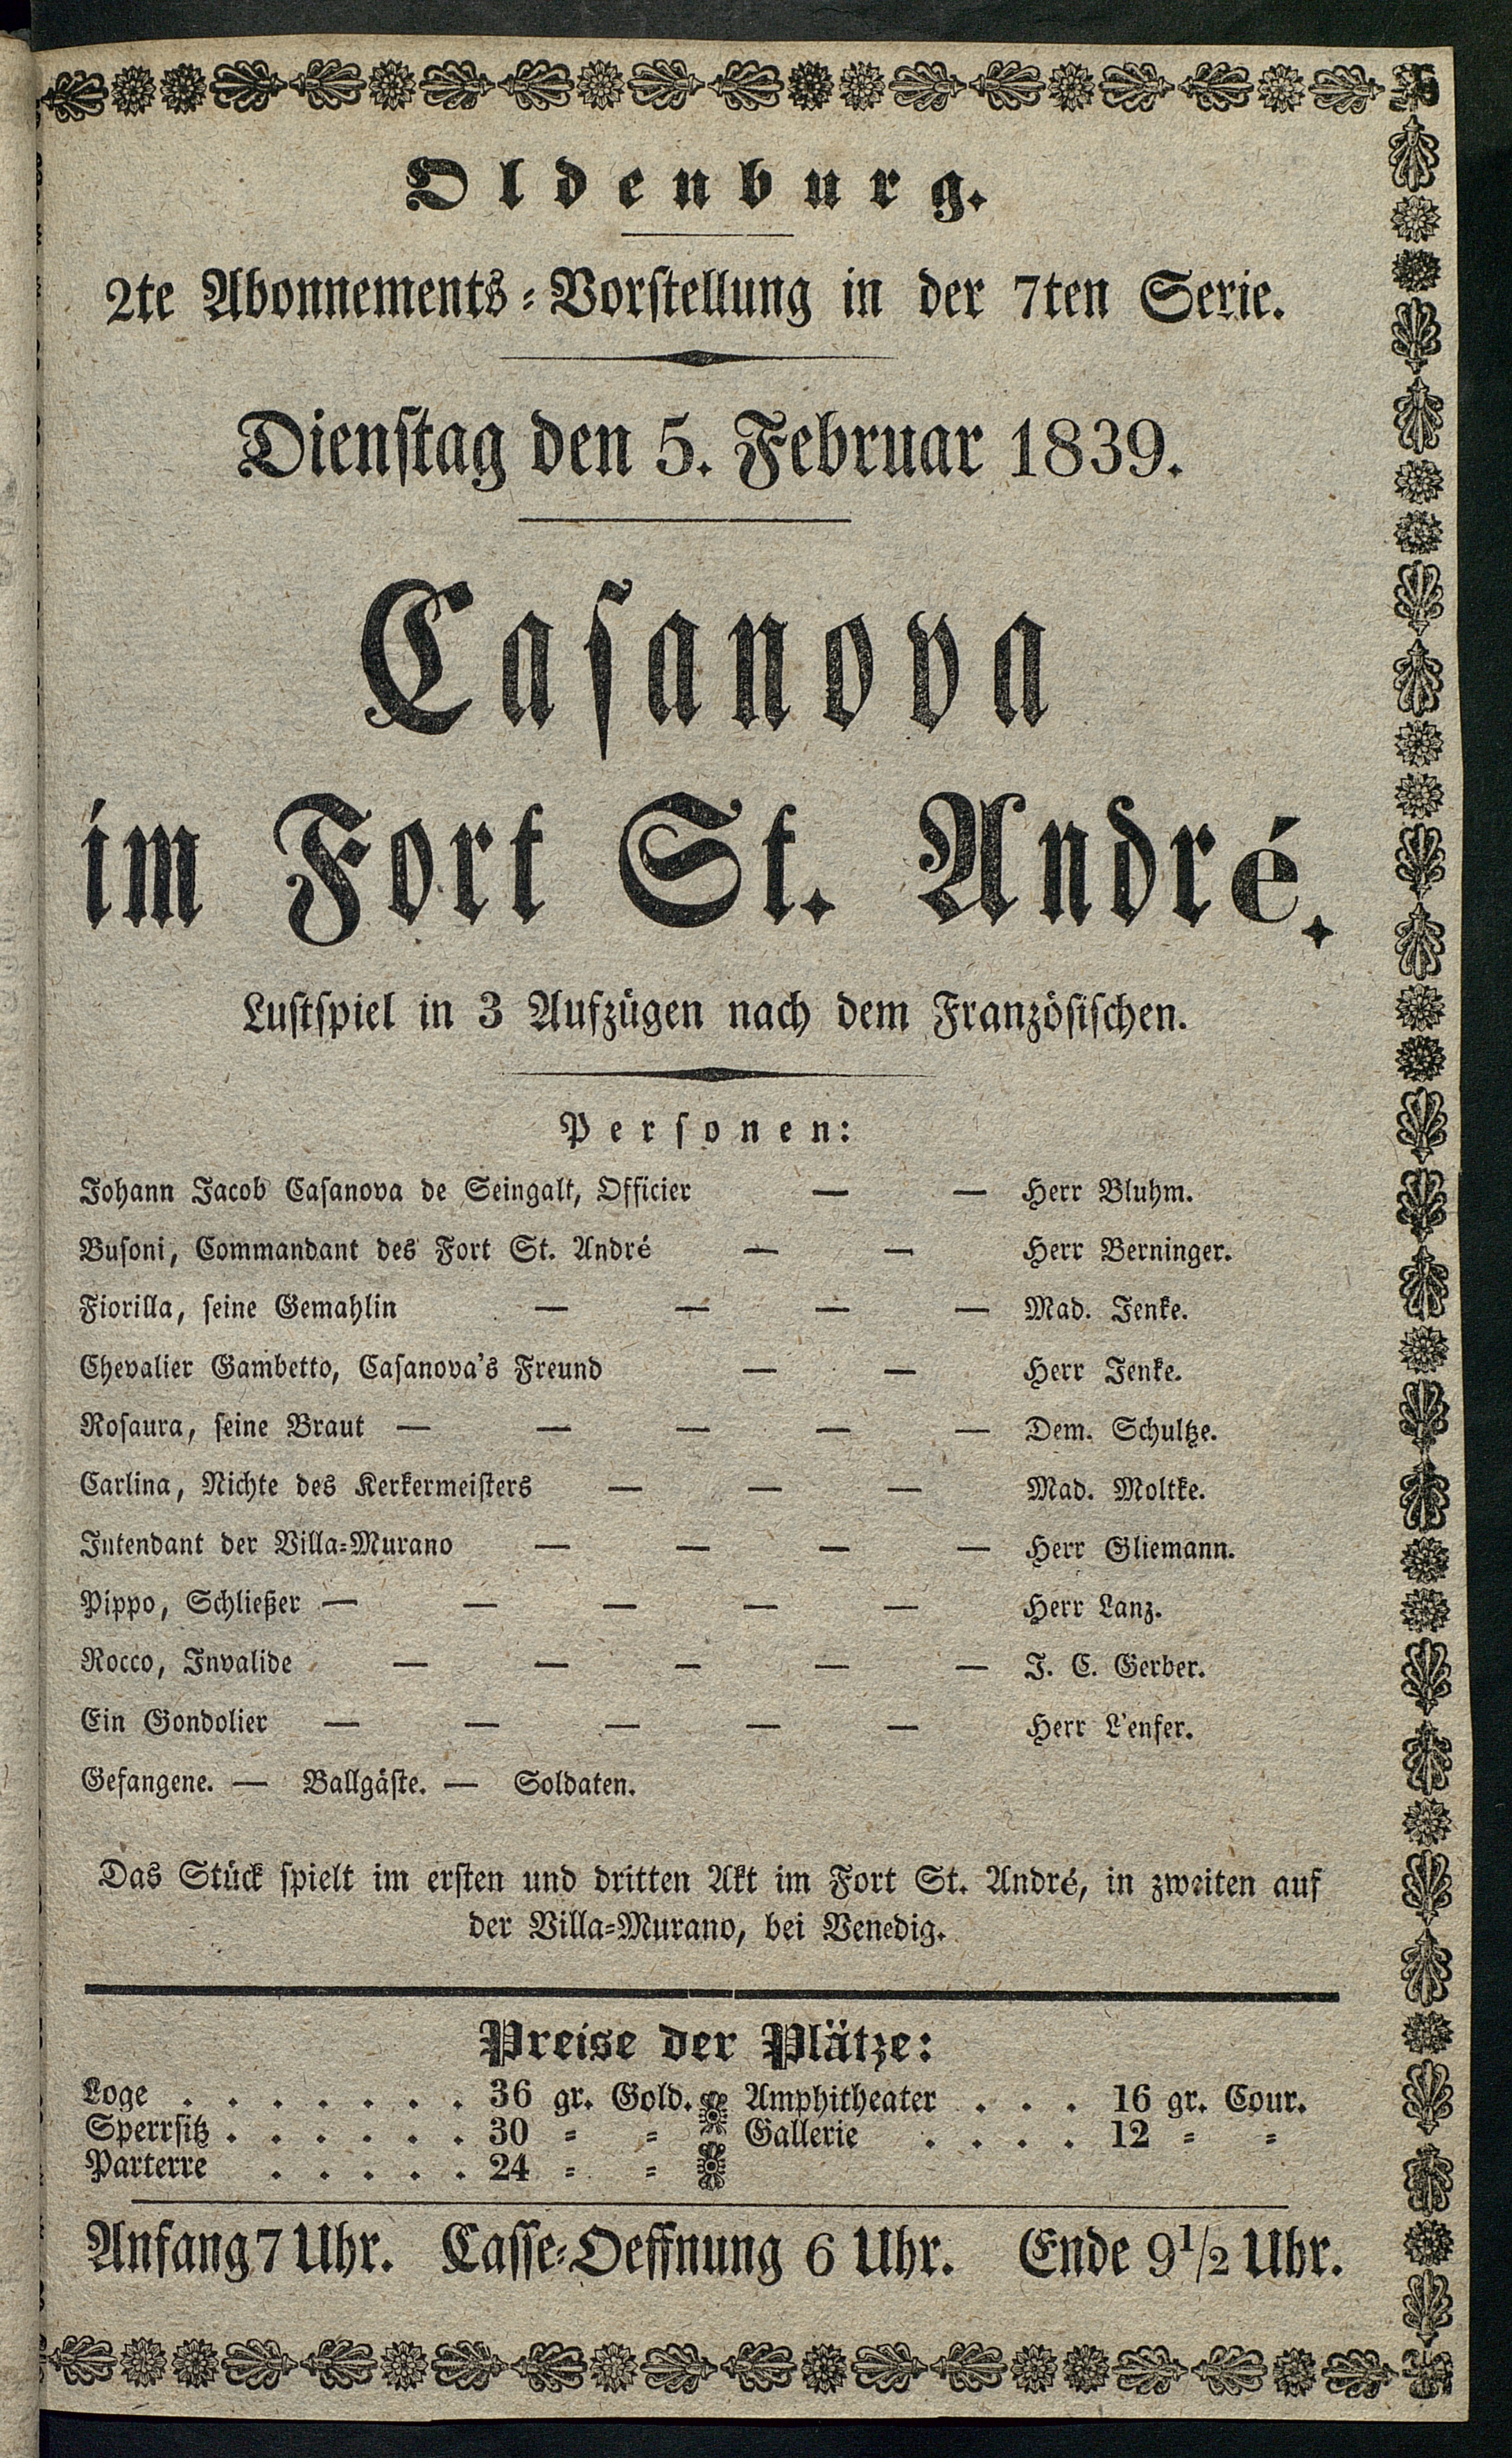 Oldenburg.
2te Abonnements-Vorstellung in der 7ten Serie.
Dienstag den 5. Februar 1839.
Casanova
im Fort St. André.
Lustspiel in 3 Aufzügen nach dem Französischen.
Personen:
Johann Jacob Casanova de Seingalt, Officier — — Herr Bluhm.
Busoni, Commandant des Fort St. André — — Herr Berninger.
Fiorilla, seine Gemahlin — — — — Mad. Jenke.
Chevalier Gambetto, Casanova's Freund — — Herr Jenke.
Rosaura, seine Braut — — — — — Dem. Schultze.
Carlina, Nichte des Kerkermeisters — — — Mad. Moltke.
Intendant der Villa-Murano — — — — Herr Gliemann.
Pippo, Schließer — — — — — Herr Lanz.
Rocco, Invalide — — — — — J. C. Gerber.
Ein Gondolier — — — — — Herr L'enfer.
Gefangene. — Ballgäste. — Soldaten.
Das Stück spielt im ersten und dritten Akt im Fort St. André, in zweiten auf
der Villa-Murano, bei Venedig.
Preise der Plätze:
Loge . . . . . . . 36 gr. Gold. Amphitheater . . . 16 gr. Cour.
Sperrsitz . . . . . . 30 = = Gallerie . . . . 12 = =
Parterre . . . . . 24 = =
Anfang 7 Uhr. Casse-Oeffnung 6 Uhr. Ende 9 1/2 Uhr.